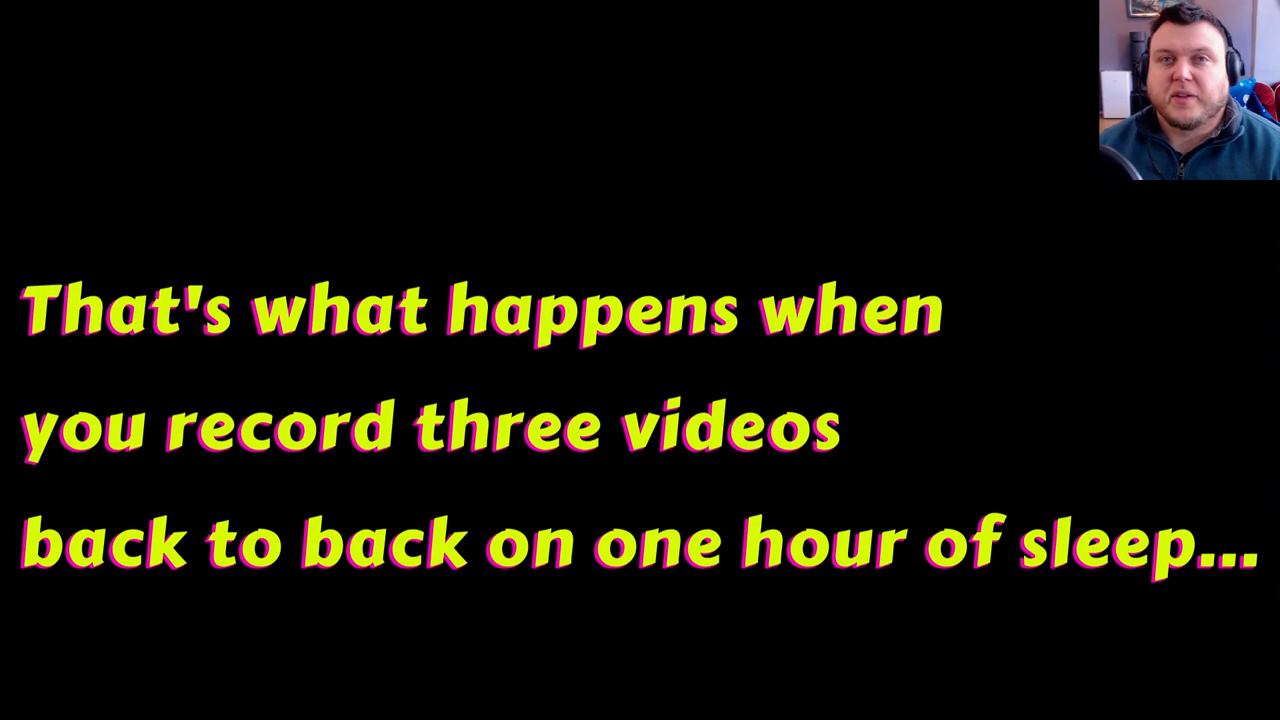 That's what happens when
you record three videos
back to back on one hour of sleep...